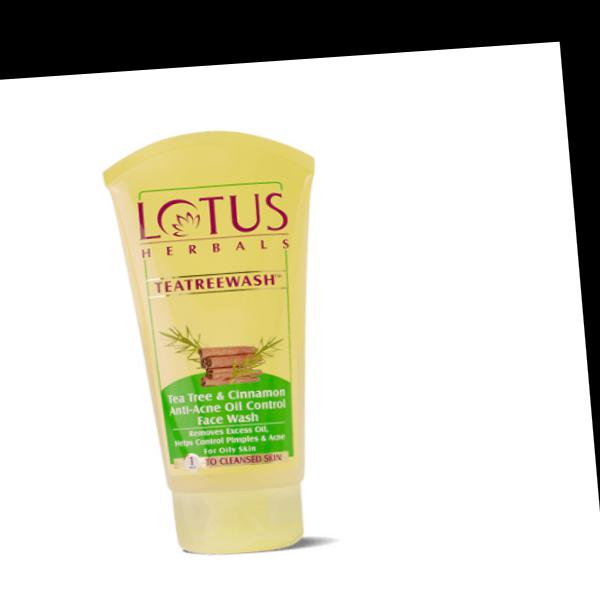 LOTUS
HERBALS
TEATREEWASH™
Tea Tree & Cinnamon
Anti-Acne Oil Control
Face Wash
Removes Excess Oil,
Helps Control Pimples & Acne
For Oily Skin
1
TO CLEANSED SKIN